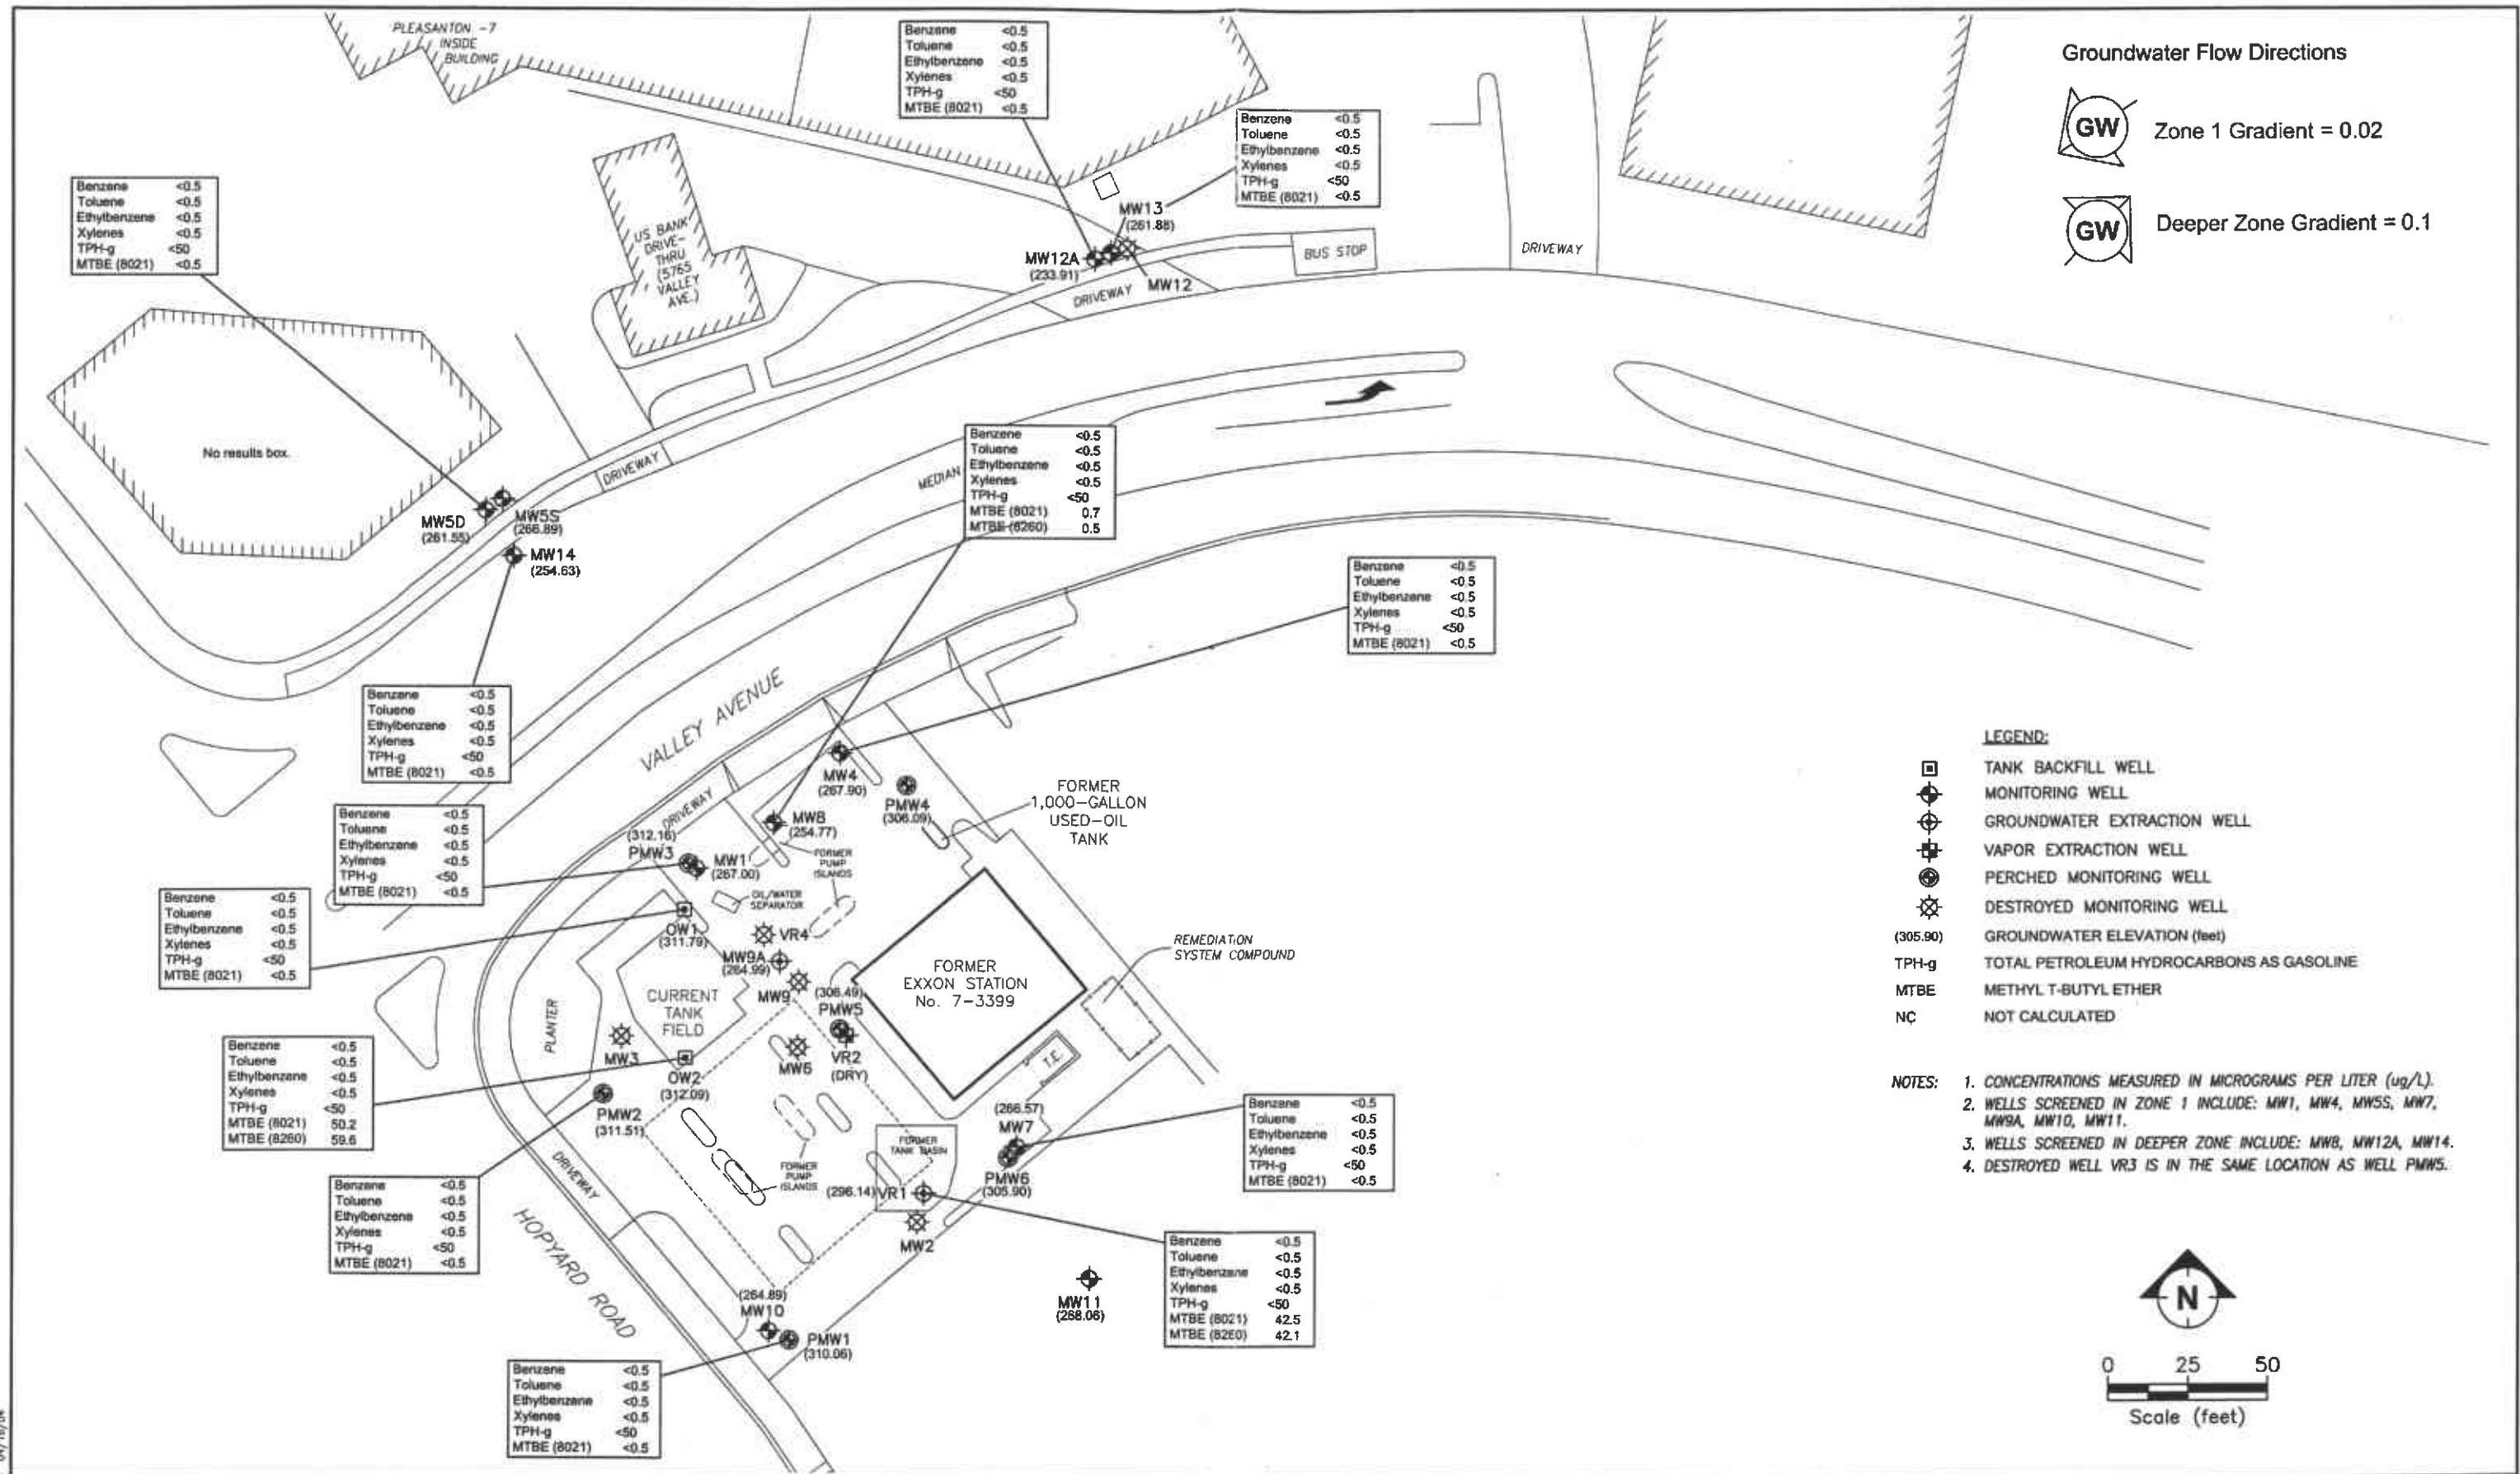 PLEASANTON -7
INSIDE
BUILDING
Benzene <0.5
Toluene <0.5
Ethylbenzene <0.5
Xylenes <0.5
TPH-g <50
MTBE (8021) <0.5
Groundwater Flow Directions
GW Zone 1 Gradient = 0.02
GW Deeper Zone Gradient = 0.1
Benzene <0.5
Toluene <0.5
Ethylbenzene <0.5
Xylenes <0.5
TPH-g <50
MTBE (8021) <0.5
Benzene <0.5
Toluene <0.5
Ethylbenzene <0.5
Xylenes <0.5
TPH-g <50
MTBE (8021) <0.5
US BANK
DRIVE-
THRU
(5765
VALLEY
AVE.)
MW13
(261.88)
MW12A
(233.91)
MW12
DRIVEWAY
BUS STOP
DRIVEWAY
No results box.
DRIVEWAY
MEDIAN
Benzene <0.5
Toluene <0.5
Ethylbenzene <0.5
Xylenes <0.5
TPH-g <50
MTBE (8021) 0.7
MTBE (8260) 0.5
MW5D
(261.55)
MW5S
(266.89)
MW14
(254.63)
Benzene <0.5
Toluene <0.5
Ethylbenzene <0.5
Xylenes <0.5
TPH-g <50
MTBE (8021) <0.5
Benzene <0.5
Toluene <0.5
Ethylbenzene <0.5
Xylenes <0.5
TPH-g <50
MTBE (8021) <0.5
VALLEY AVENUE
MW4
(267.90)
PMW4
(306.09)
FORMER
1,000-GALLON
USED-OIL
TANK
DRIVEWAY
MW8
(254.77)
(312.16)
PMW3
MW1
(267.00)
FORMER
PUMP
ISLANDS
Benzene <0.5
Toluene <0.5
Ethylbenzene <0.5
Xylenes <0.5
TPH-g <50
MTBE (8021) <0.5
OIL/WATER
SEPARATOR
Benzene <0.5
Toluene <0.5
Ethylbenzene <0.5
Xylenes <0.5
TPH-g <50
MTBE (8021) <0.5
OW1
(311.79)
VR4
MW9A
(264.99)
MW9
(306.49)
PMW5
VR2
(DRY)
FORMER
EXXON STATION
No. 7-3399
REMEDIATION
SYSTEM COMPOUND
CURRENT
TANK
FIELD
PLANTER
MW3
MW6
OW2
(312.09)
T.E.
Benzene <0.5
Toluene <0.5
Ethylbenzene <0.5
Xylenes <0.5
TPH-g <50
MTBE (8021) 50.2
MTBE (8260) 59.6
PMW2
(311.51)
DRIVEWAY
FORMER
PUMP
ISLANDS
FORMER
TANK BASIN
(266.57)
MW7
PMW6
(305.90)
(296.14) VR1
MW2
Benzene <0.5
Toluene <0.5
Ethylbenzene <0.5
Xylenes <0.5
TPH-g <50
MTBE (8021) <0.5
Benzene <0.5
Toluene <0.5
Ethylbenzene <0.5
Xylenes <0.5
TPH-g <50
MTBE (8021) <0.5
HOPYARD ROAD
(264.89)
MW10
PMW1
(310.06)
MW11
(268.06)
Benzene <0.5
Toluene <0.5
Ethylbenzene <0.5
Xylenes <0.5
TPH-g <50
MTBE (8021) 42.5
MTBE (8260) 42.1
Benzene <0.5
Toluene <0.5
Ethylbenzene <0.5
Xylenes <0.5
TPH-g <50
MTBE (8021) <0.5
LEGEND:
TANK BACKFILL WELL
MONITORING WELL
GROUNDWATER EXTRACTION WELL
VAPOR EXTRACTION WELL
PERCHED MONITORING WELL
DESTROYED MONITORING WELL
(305.90) GROUNDWATER ELEVATION (feet)
TPH-g TOTAL PETROLEUM HYDROCARBONS AS GASOLINE
MTBE METHYL T-BUTYL ETHER
NC NOT CALCULATED
NOTES: 1. CONCENTRATIONS MEASURED IN MICROGRAMS PER LITER (ug/L).
2. WELLS SCREENED IN ZONE 1 INCLUDE: MW1, MW4, MW5S, MW7,
MW9A, MW10, MW11.
3. WELLS SCREENED IN DEEPER ZONE INCLUDE: MW8, MW12A, MW14.
4. DESTROYED WELL VR3 IS IN THE SAME LOCATION AS WELL PMW5.
N
0 25 50
Scale (feet)